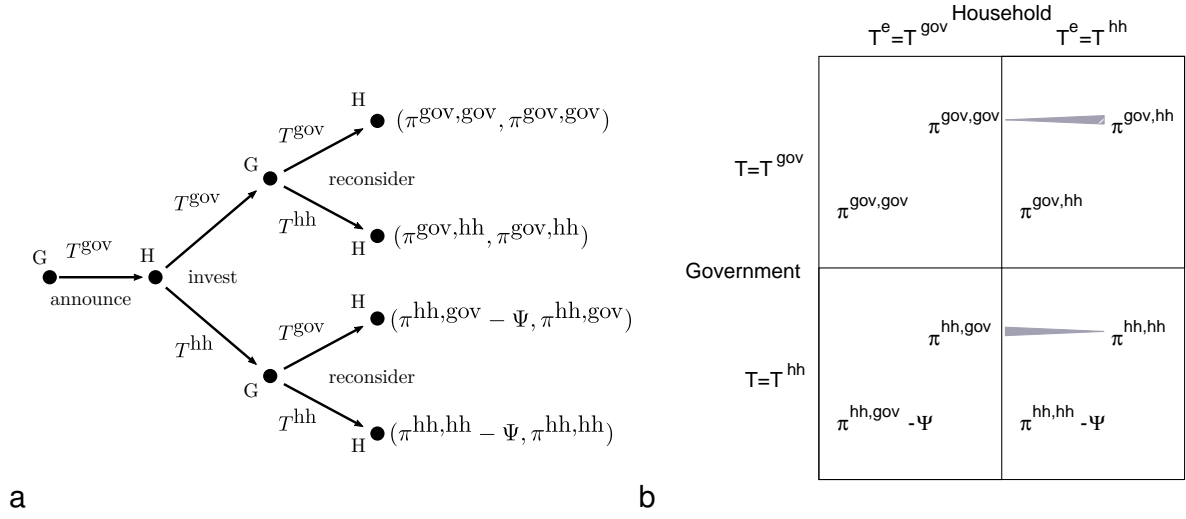 H
(π^gov,gov, π^gov,gov)
T^gov
G
reconsider
T^gov
T^hh
H
(π^gov,hh, π^gov,hh)
G
T^gov
H
announce
invest
H
(π^hh,gov − Ψ, π^hh,gov)
T^gov
T^hh
reconsider
G
T^hh
H
(π^hh,hh − Ψ, π^hh,hh)
a
Household
T^e=T^gov
T^e=T^hh
π^gov,gov
π^gov,hh
T=T^gov
π^gov,gov
π^gov,hh
Government
π^hh,gov
π^hh,hh
T=T^hh
π^hh,gov -Ψ
π^hh,hh -Ψ
b